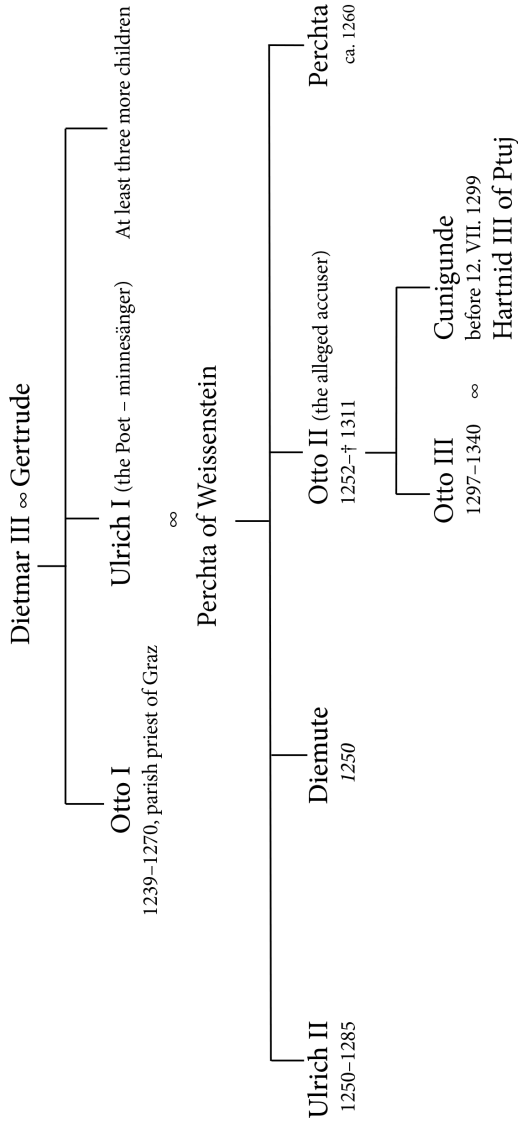 Dietmar III ∞ Gertrude
Otto I
1239–1270, parish priest of Graz
Ulrich I (the Poet – minnesänger)
At least three more children
∞
Perchta of Weissenstein
Ulrich II
1250–1285
Diemute
1250
Otto II (the alleged accuser)
1252–† 1311
Perchta
ca. 1260
Otto III
1297–1340
∞
Cunigunde
before 12. VII. 1299
Hartnid III of Ptuj